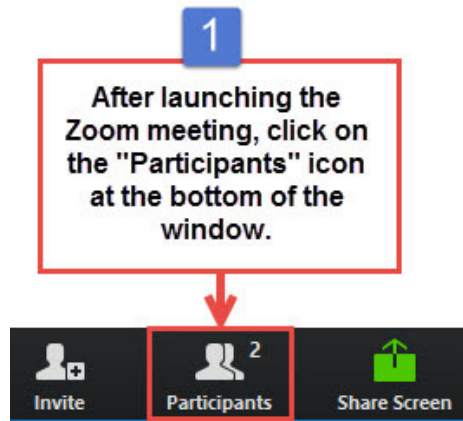 1
After launching the
Zoom meeting, click on
the "Participants" icon
at the bottom of the
window.
2
Invite
Participants
Share Screen